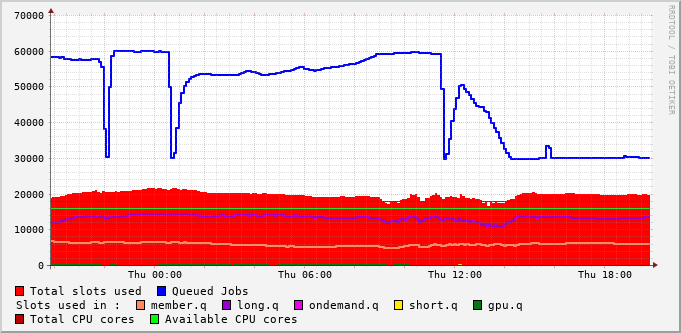 70000
60000
50000
40000
30000
20000
10000
0
Thu 00:00 Thu 06:00 Thu 12:00 Thu 18:00
Total slots used Queued Jobs
Slots used in : member.q long.q ondemand.q short.q gpu.q
Total CPU cores Available CPU cores
RRDTOOL / TOBI OETIKER